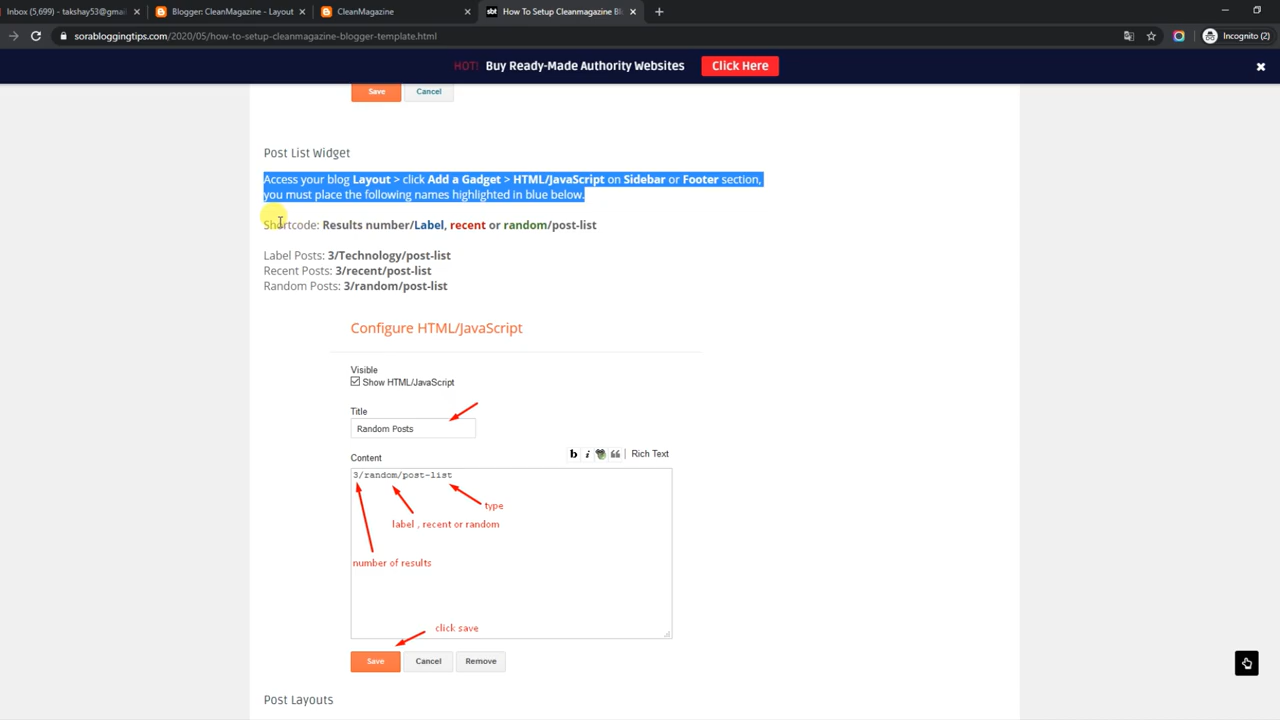 Inbox (5,699) - takshay53@gmai
Blogger: CleanMagazine - Layout
CleanMagazine
sbt
How To Setup Cleanmagazine Bl
sorabloggingtips.com/2020/05/how-to-setup-cleanmagazine-blogger-template.html
Incognito (2)
HOT! Buy Ready-Made Authority Websites
Click Here
Save
Cancel
Post List Widget
Access your blog Layout > click Add a Gadget > HTML/JavaScript on Sidebar or Footer section,
you must place the following names highlighted in blue below.
Shortcode: Results number/Label, recent or random/post-list
Label Posts: 3/Technology/post-list
Recent Posts: 3/recent/post-list
Random Posts: 3/random/post-list
Configure HTML/JavaScript
Visible
Show HTML/JavaScript
Title
Random Posts
Content
b i Rich Text
3/random/post-list
type
label , recent or random
number of results
click save
Save
Cancel
Remove
Post Layouts